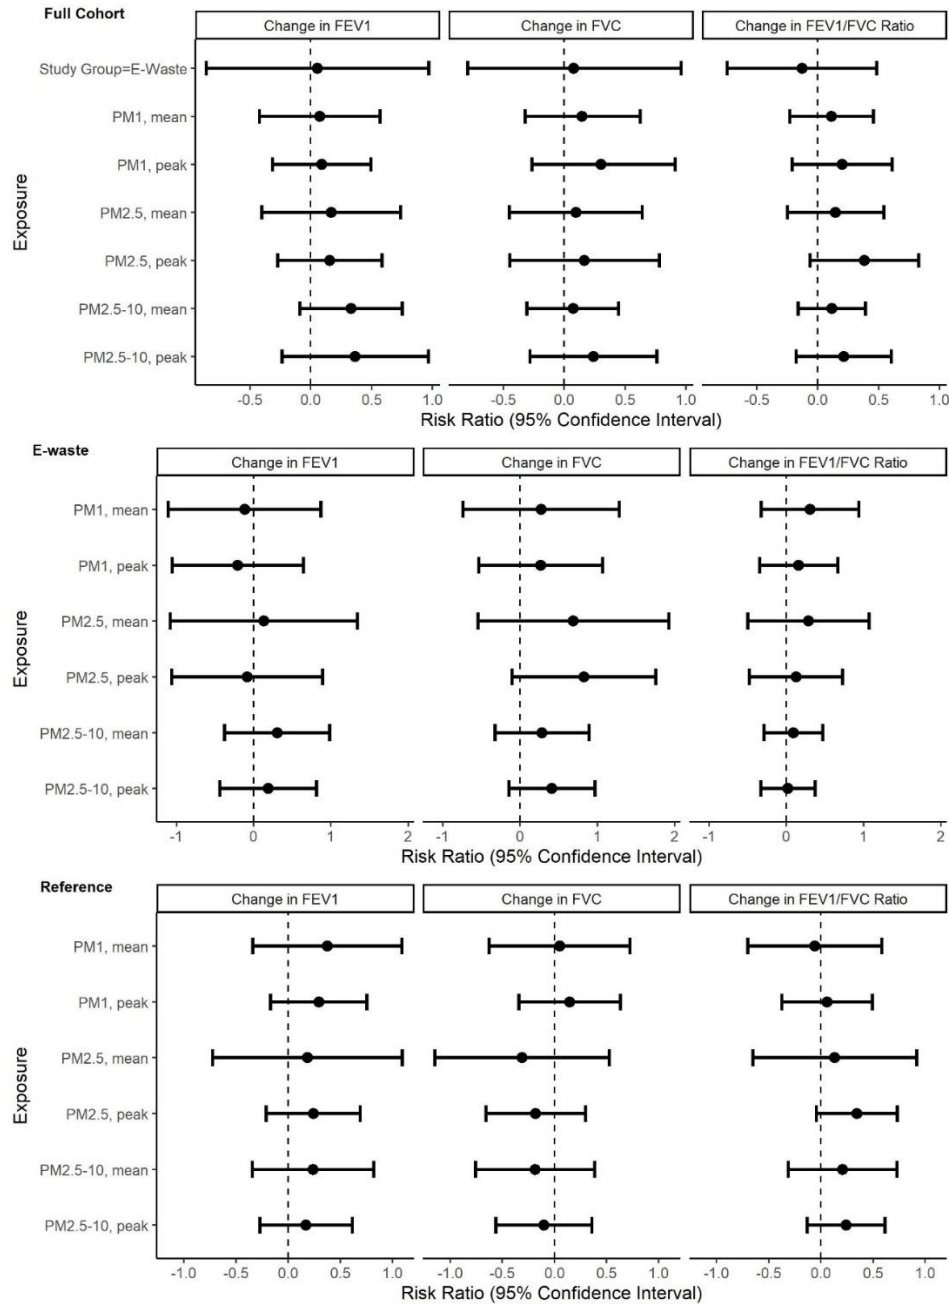 Full Cohort
Change in FEV1 Change in FVC Change in FEV1/FVC Ratio
Study Group=E-Waste
PM1, mean
PM1, peak
PM2.5, mean
PM2.5, peak
PM2.5-10, mean
PM2.5-10, peak
Exposure
-0.5 0.0 0.5 1.0 -0.5 0.0 0.5 1.0 -0.5 0.0 0.5 1.0
Risk Ratio (95% Confidence Interval)
E-waste
Change in FEV1 Change in FVC Change in FEV1/FVC Ratio
PM1, mean
PM1, peak
PM2.5, mean
PM2.5, peak
PM2.5-10, mean
PM2.5-10, peak
Exposure
-1 0 1 2 -1 0 1 2 -1 0 1 2
Risk Ratio (95% Confidence Interval)
Reference
Change in FEV1 Change in FVC Change in FEV1/FVC Ratio
PM1, mean
PM1, peak
PM2.5, mean
PM2.5, peak
PM2.5-10, mean
PM2.5-10, peak
Exposure
-1.0 -0.5 0.0 0.5 1.0 -1.0 -0.5 0.0 0.5 1.0 -1.0 -0.5 0.0 0.5 1.0
Risk Ratio (95% Confidence Interval)